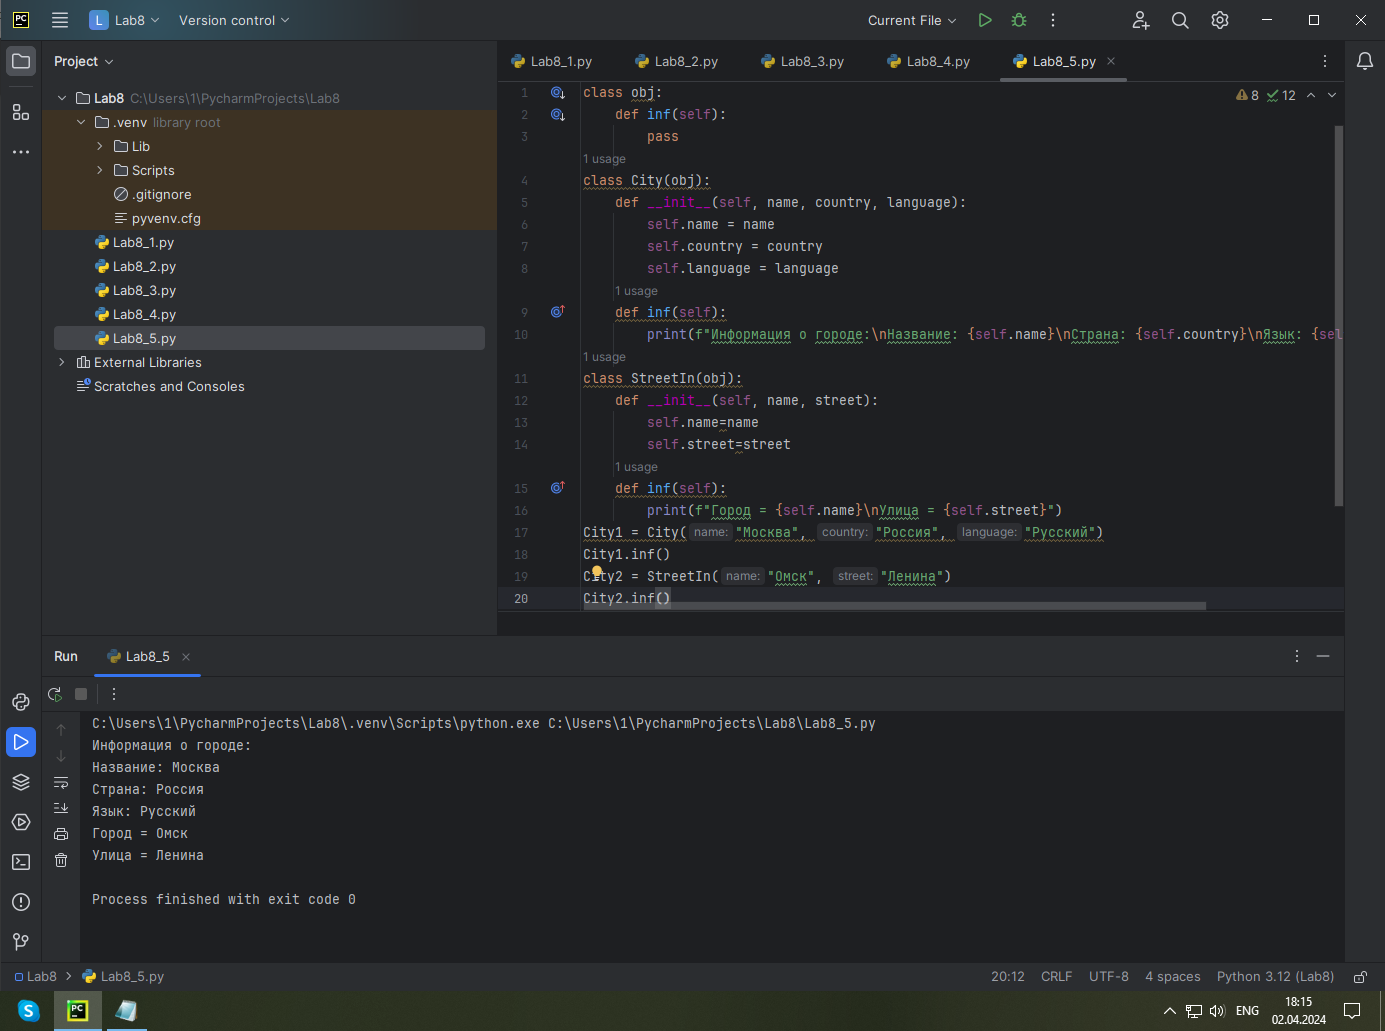 PC L Lab8 Version control Current File
Project
Lab8_1.py Lab8_2.py Lab8_3.py Lab8_4.py Lab8_5.py
Lab8 C:\Users\1\PycharmProjects\Lab8
.venv library root
Lib
Scripts
.gitignore
pyvenv.cfg
Lab8_1.py
Lab8_2.py
Lab8_3.py
Lab8_4.py
Lab8_5.py
External Libraries
Scratches and Consoles
8 12
1 class obj:
2 def inf(self):
3 pass
1 usage
4 class City(obj):
5 def __init__(self, name, country, language):
6 self.name = name
7 self.country = country
8 self.language = language
1 usage
9 def inf(self):
10 print(f"Информация о городе:\nНазвание: {self.name}\nСтрана: {self.country}\nЯзык: {sel
1 usage
11 class StreetIn(obj):
12 def __init__(self, name, street):
13 self.name=name
14 self.street=street
1 usage
15 def inf(self):
16 print(f"Город = {self.name}\nУлица = {self.street}")
17 City1 = City( name: "Москва", country: "Россия", language: "Русский")
18 City1.inf()
19 City2 = StreetIn( name: "Омск", street: "Ленина")
20 City2.inf()
Run Lab8_5
C:\Users\1\PycharmProjects\Lab8\.venv\Scripts\python.exe C:\Users\1\PycharmProjects\Lab8\Lab8_5.py
Информация о городе:
Название: Москва
Страна: Россия
Язык: Русский
Город = Омск
Улица = Ленина
Process finished with exit code 0
Lab8 Lab8_5.py 20:12 CRLF UTF-8 4 spaces Python 3.12 (Lab8)
S PC ENG 18:15
02.04.2024